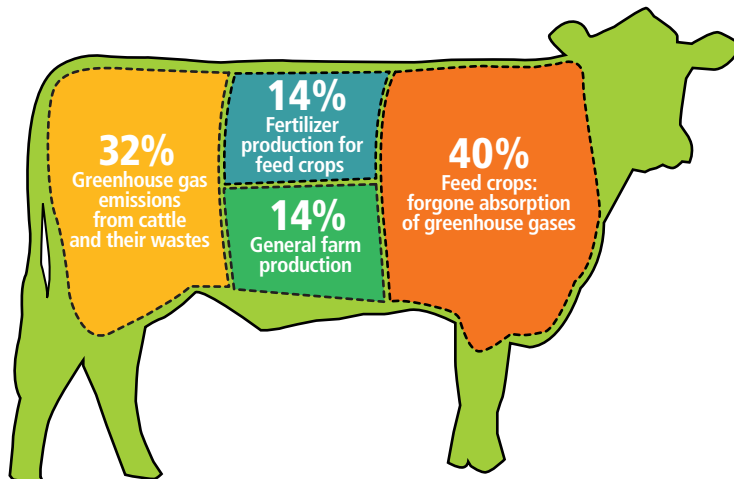 32%
Greenhouse gas
emissions
from cattle
and their wastes
14%
Fertilizer
production for
feed crops
14%
General farm
production
40%
Feed crops:
forgone absorption
of greenhouse gases